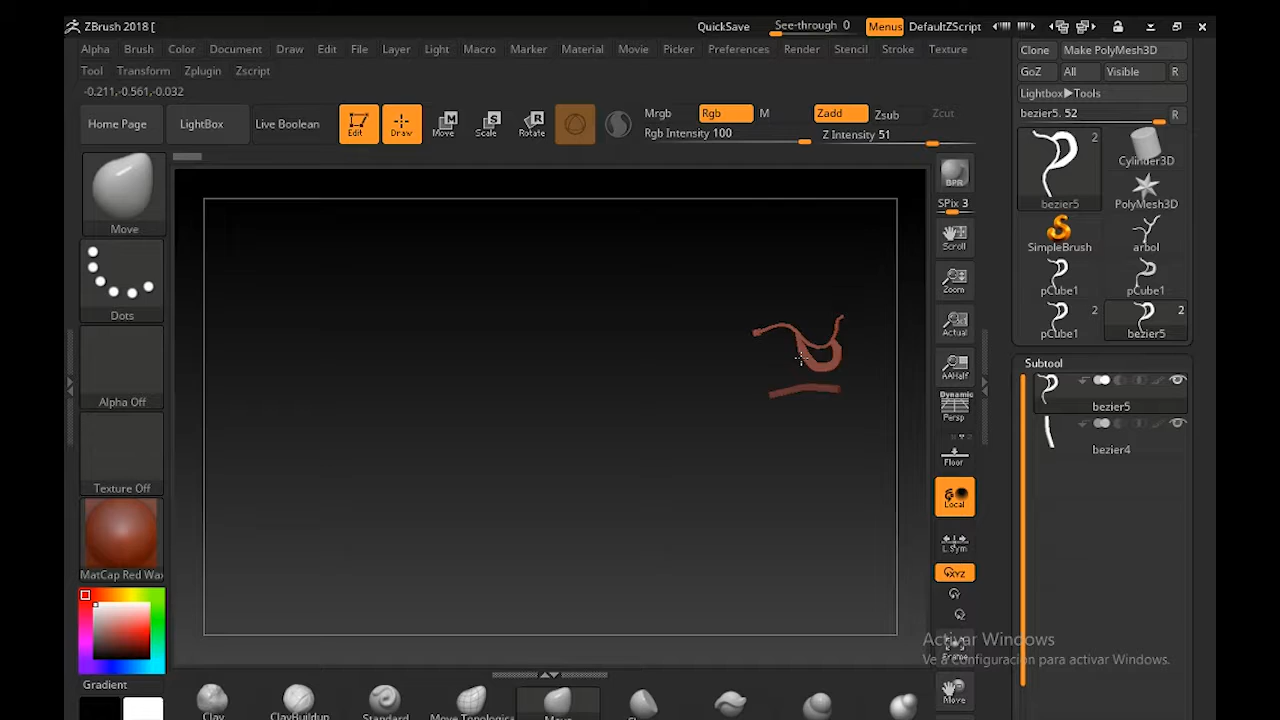 ZBrush 2018 [
QuickSave
See-through 0
Menus
DefaultZScript
Alpha Brush Color Document Draw Edit File Layer Light Macro Marker Material Movie Picker Preferences Render Stencil Stroke Texture
Tool Transform Zplugin Zscript
-0.211,-0.561,-0.032
Home Page
LightBox
Live Boolean
Edit
Draw
Move
Scale
Rotate
Mrgb
Rgb
M
Rgb Intensity 100
Zadd
Zsub
Zcut
Z Intensity 51
Clone
Make PolyMesh3D
GoZ
All
Visible
R
Lightbox▶Tools
bezier5. 52
R
2
bezier5
Cylinder3D
PolyMesh3D
SimpleBrush
arbol
pCube1
pCube1
2
pCube1
2
bezier5
Subtool
bezier5
bezier4
Move
Dots
Alpha Off
Texture Off
MatCap Red Wax
Gradient
BPR
SPix 3
Scroll
Zoom
Actual
AAHalf
Dynamic
Persp
Floor
Local
L.Sym
XYZ
Frame
Move
Activar Windows
Ve a Configuración para activar Windows.
Clay
ClayBuildup
Standard
Move Topologica
Move